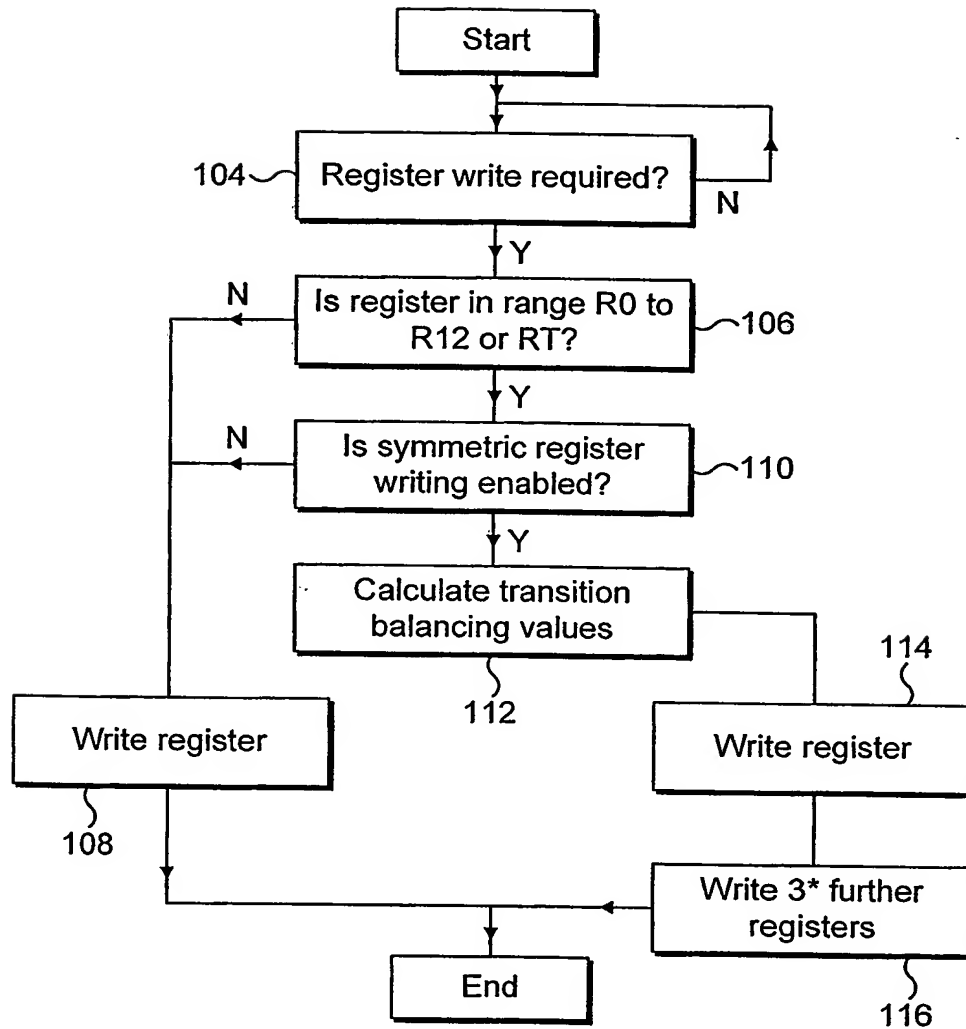 Start
104
Register write required?
N
Y
N
Is register in range R0 to
R12 or RT?
106
Y
N
Is symmetric register
writing enabled?
110
Y
Calculate transition
balancing values
112
114
Write register
108
Write register
Write 3* further
registers
116
End